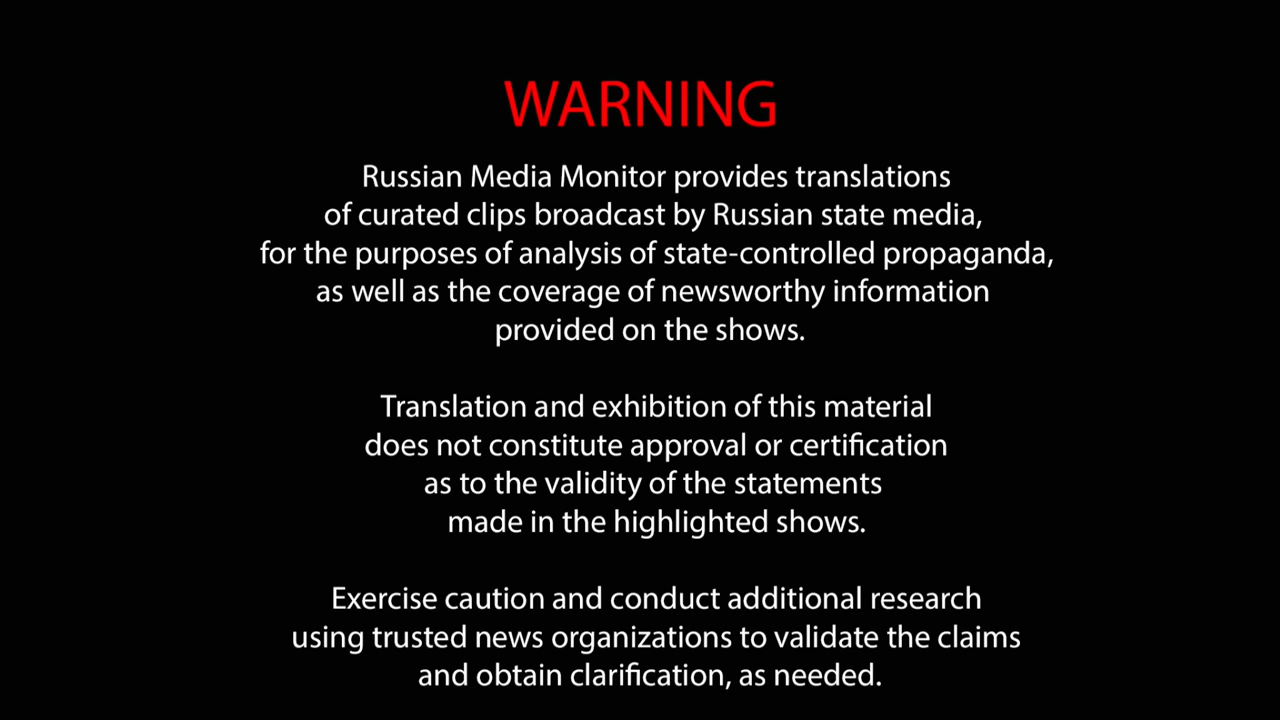 WARNING
Russian Media Monitor provides translations
of curated clips broadcast by Russian state media,
for the purposes of analysis of state-controlled propaganda,
as well as the coverage of newsworthy information
provided on the shows.
Translation and exhibition of this material
does not constitute approval or certification
as to the validity of the statements
made in the highlighted shows.
Exercise caution and conduct additional research
using trusted news organizations to validate the claims
and obtain clarification, as needed.